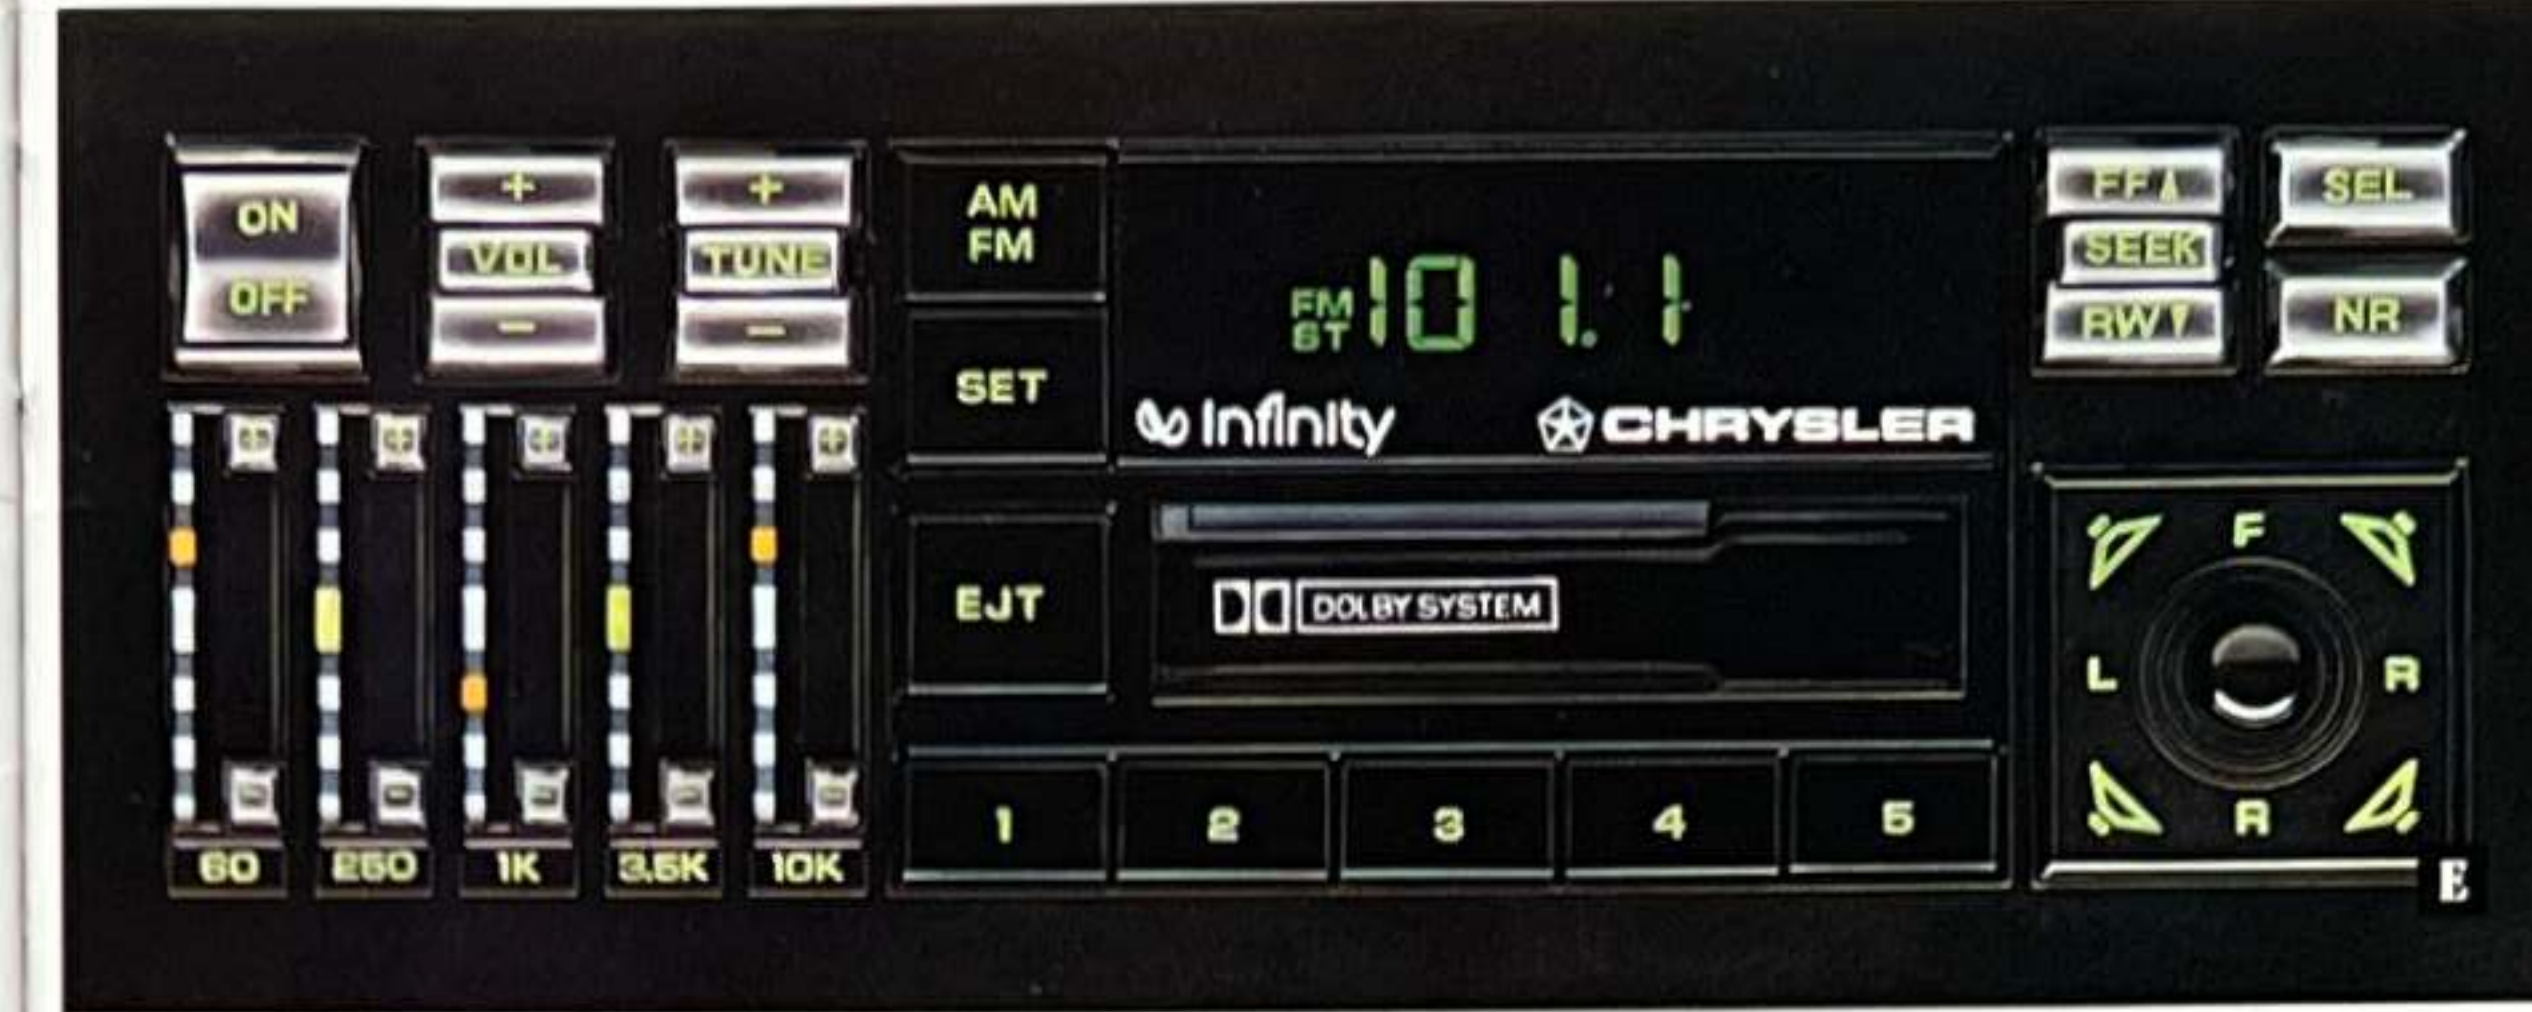 ON
OFF
+
VOL
-
+
TUNE
-
AM
FM
SET
EJT
FM
ST
101.1
Infinity
CHRYSLER
DOLBY SYSTEM
FF
SEEK
RW
SEL
NR
F
L
R
R
+ + + + +
- - - - -
60 250 1K 3.5K 10K
1 2 3 4 5
E